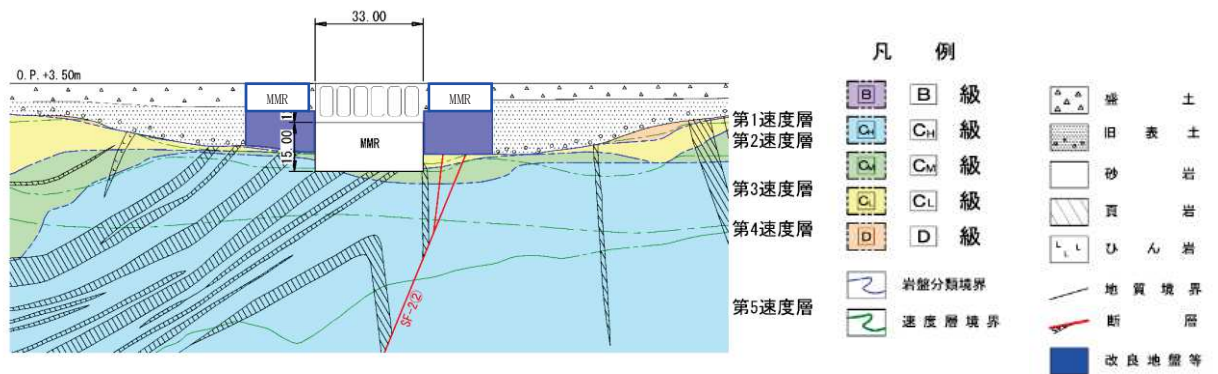 33.00
O.P.+3.50m
MMR
MMR
15.00
1
MMR
SF-2(2)
第1速度層
第2速度層
第3速度層
第4速度層
第5速度層
凡 例
B B 級
CH CH 級
CM CM 級
CL CL 級
D D 級
岩盤分類境界
速度層境界
盛 土
旧 表 土
砂 岩
頁 岩
ひ ん 岩
地 質 境 界
断 層
改 良 地 盤 等